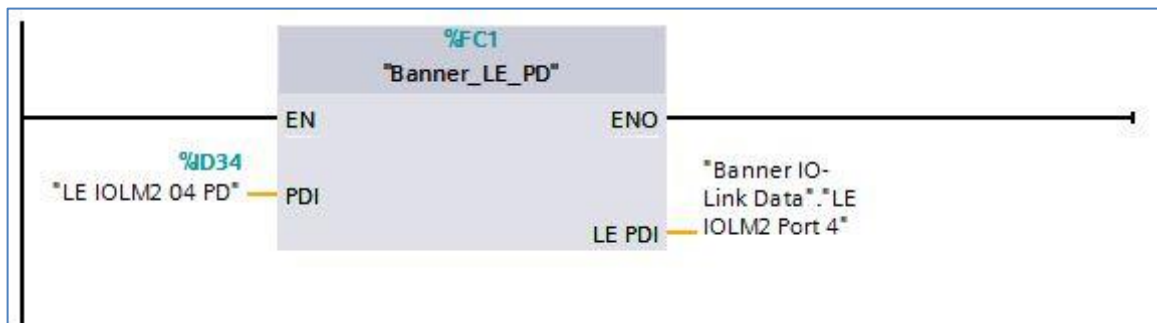 %FC1
"Banner_LE_PD"
EN
ENO
%ID34
"LE IOLM2 04 PD"
PDI
"Banner IO-
Link Data"."LE
IOLM2 Port 4"
LE PDI